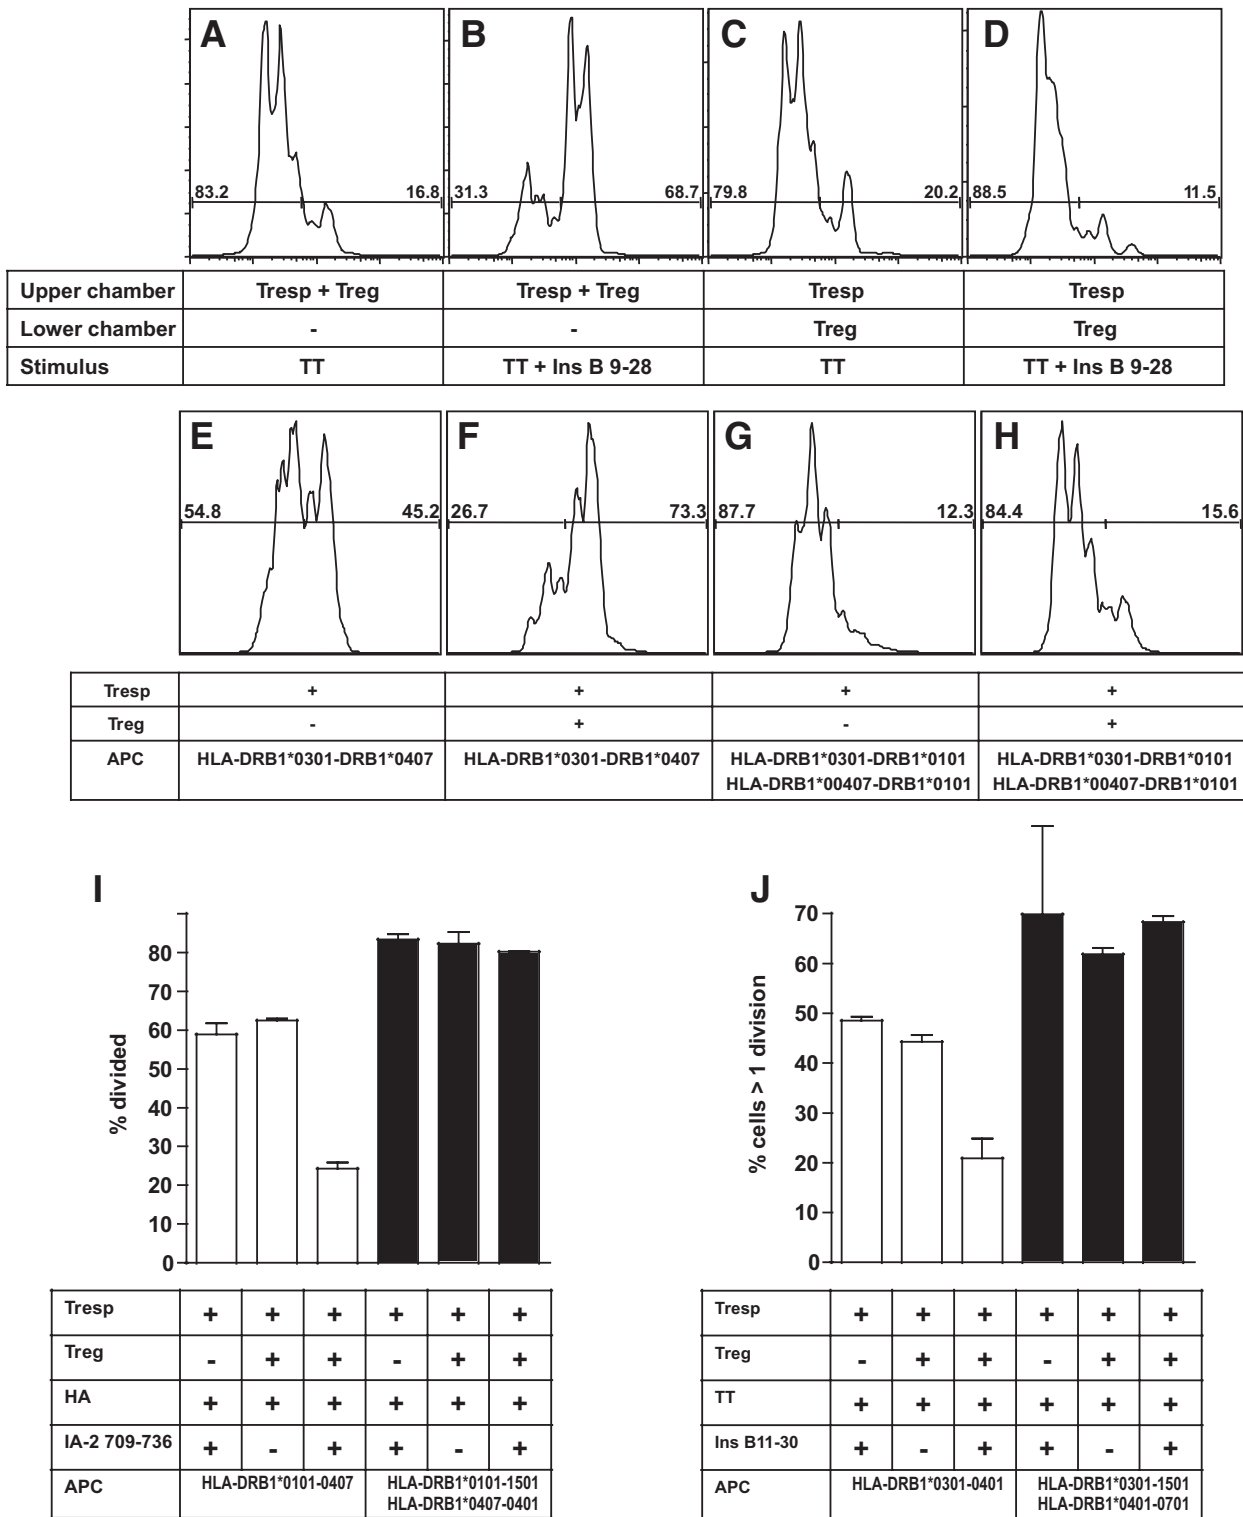 A B C D
83.2 16.8 31.3 68.7 79.8 20.2 88.5 11.5
Upper chamber Tresp + Treg Tresp + Treg Tresp Tresp
Lower chamber - - Treg Treg
Stimulus TT TT + Ins B 9-28 TT TT + Ins B 9-28
E F G H
54.8 45.2 26.7 73.3 87.7 12.3 84.4 15.6
Tresp + + + +
Treg - + - +
APC HLA-DRB1*0301-DRB1*0407 HLA-DRB1*0301-DRB1*0407 HLA-DRB1*0301-DRB1*0101 HLA-DRB1*0301-DRB1*0101
HLA-DRB1*00407-DRB1*0101 HLA-DRB1*00407-DRB1*0101
I
% divided
80
70
60
50
40
30
20
10
0
Tresp + + + + + +
Treg - + + - + +
HA + + + + + +
IA-2 709-736 + - + + - +
APC HLA-DRB1*0101-0407 HLA-DRB1*0101-1501
HLA-DRB1*0407-0401
J
% cells > 1 division
70
60
50
40
30
20
10
0
Tresp + + + + + +
Treg - + + - + +
TT + + + + + +
Ins B11-30 + - + + - +
APC HLA-DRB1*0301-0401 HLA-DRB1*0301-1501
HLA-DRB1*0401-0701